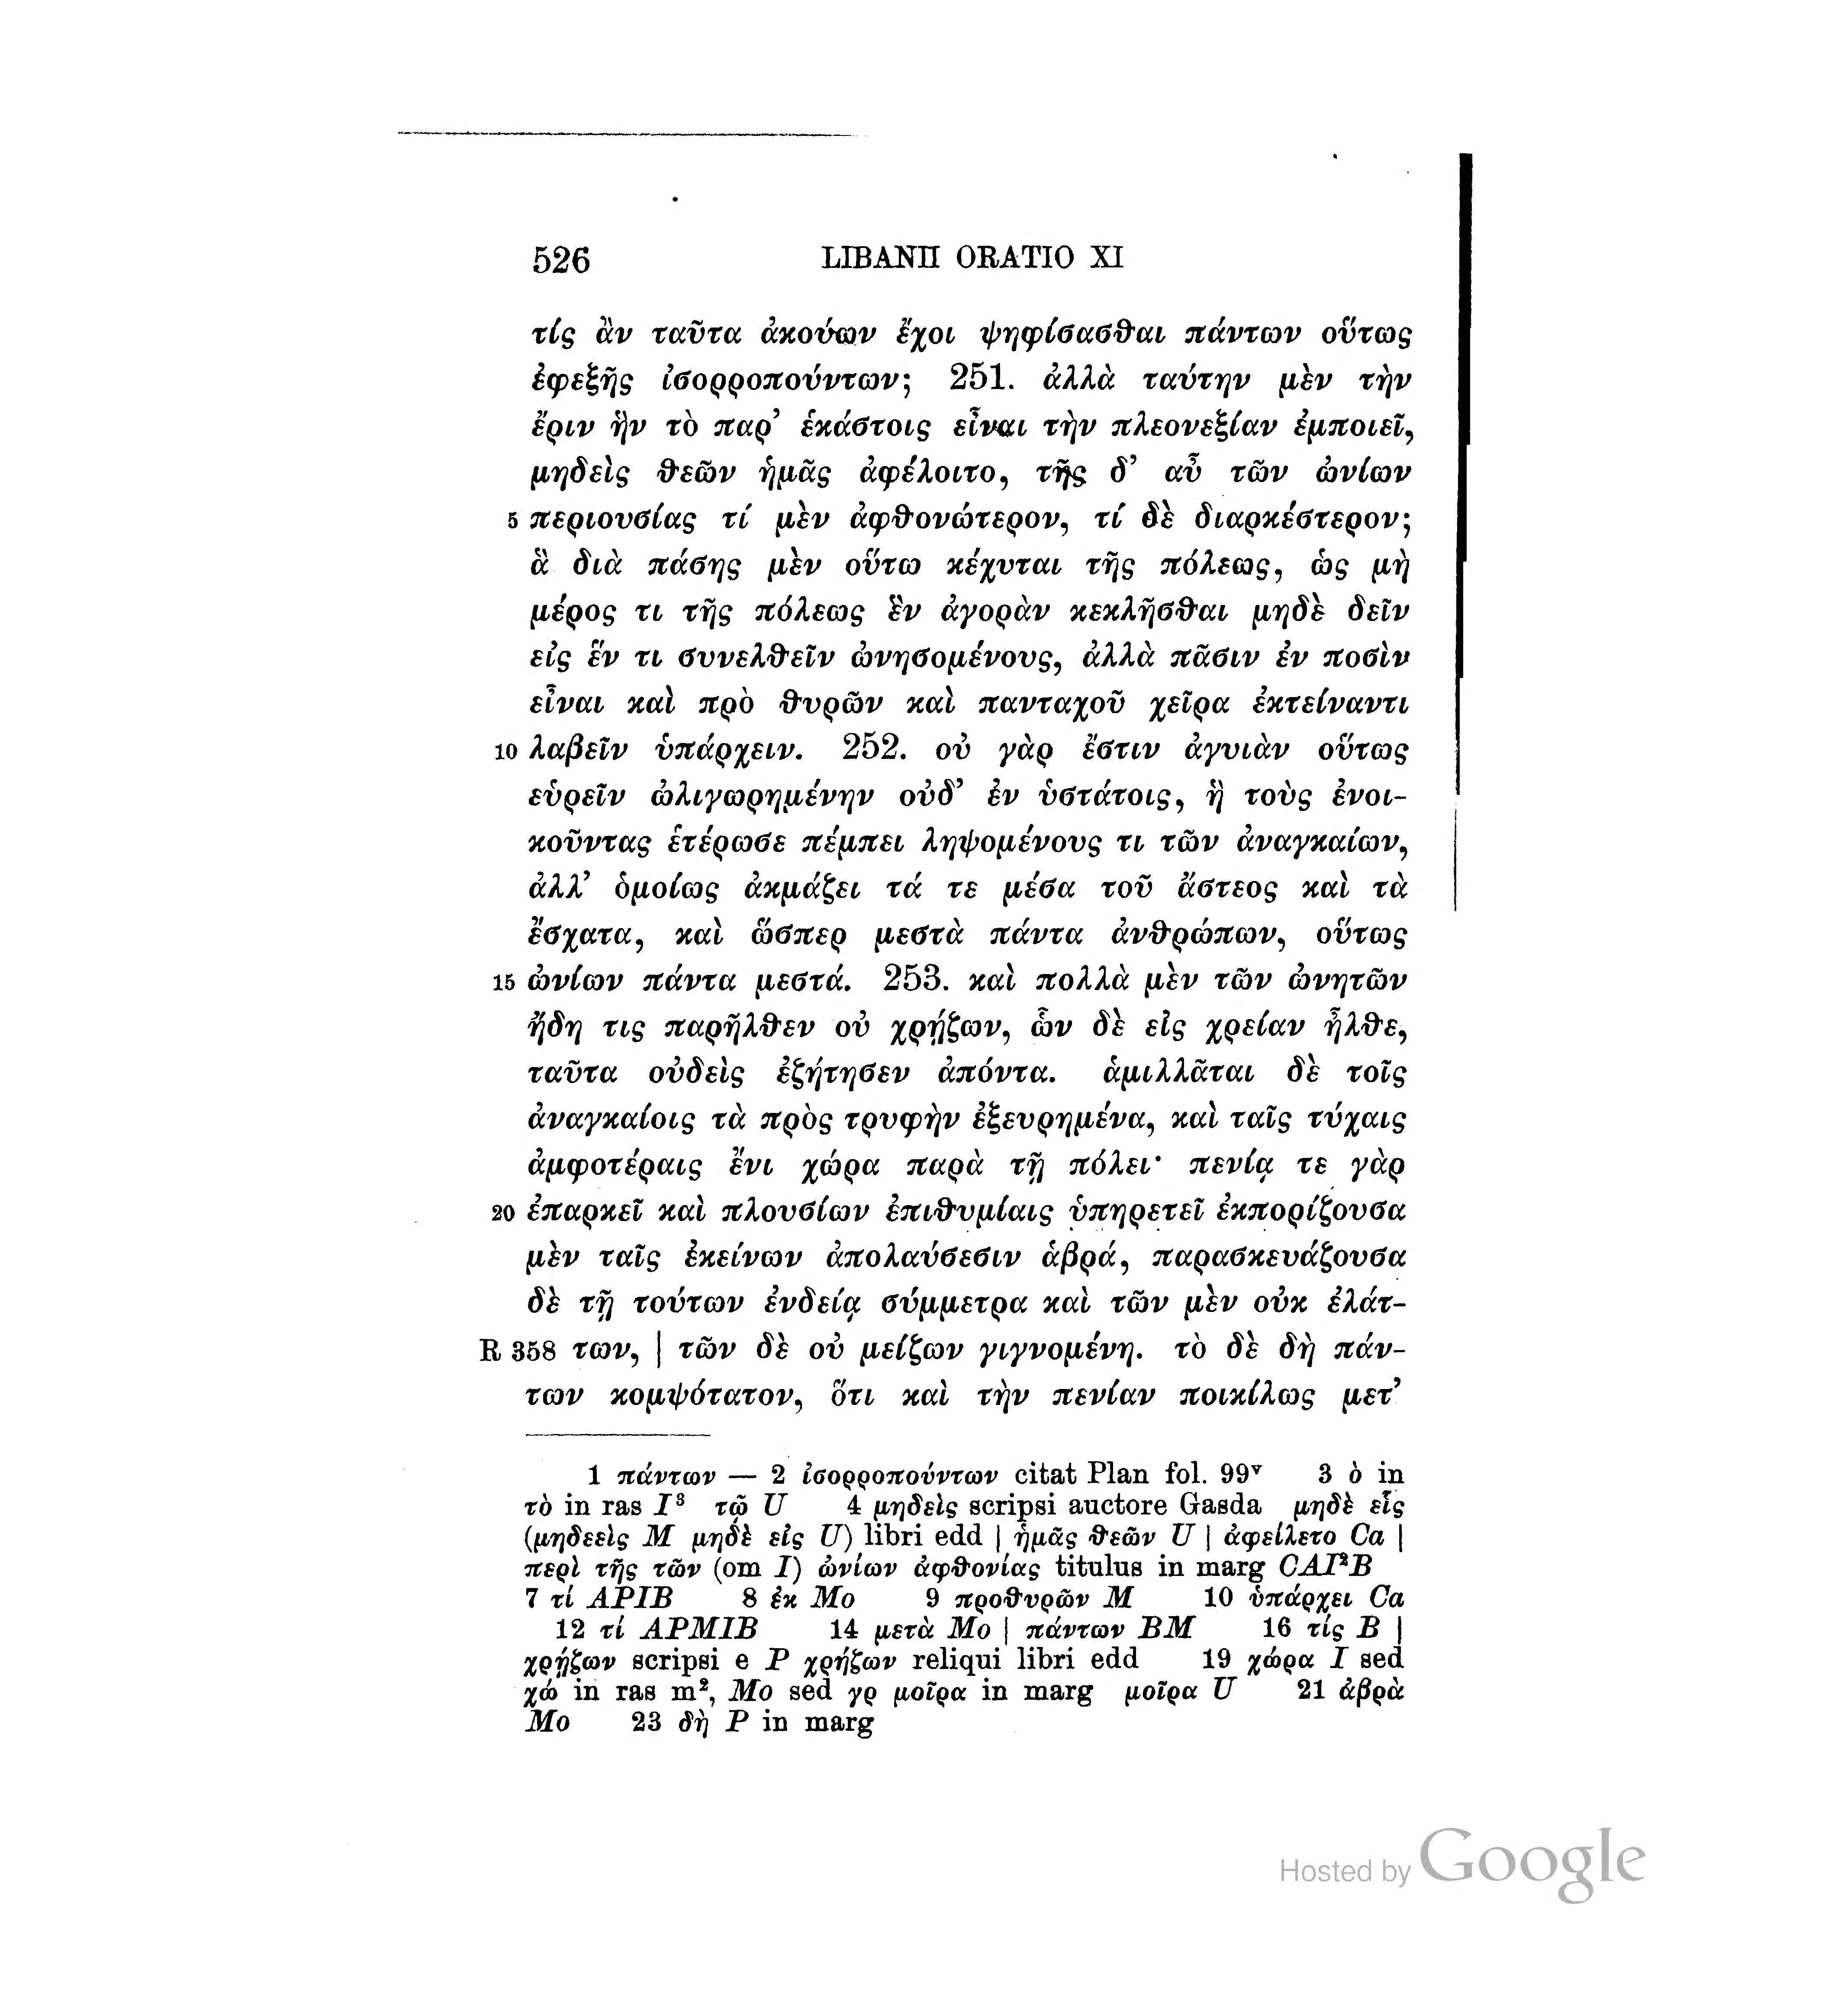 526 LIBANII ORATIO XI
τίς ἂν ταῦτα ἀκούων ἔχοι ψηφίσασθαι πάντων οὕτως
ἐφεξῆς ἰσορροπούντων; 251. ἀλλὰ ταύτην μὲν τὴν
ἔριν ἣν τὸ παρ’ ἑκάστοις εἶναι τὴν πλεονεξίαν ἐμποιεῖ,
μηδεὶς θεῶν ἡμᾶς ἀφέλοιτο, τῆς δ’ αὖ τῶν ὠνίων
5 περιουσίας τί μὲν ἀφθονώτερον, τί δὲ διαρκέστερον;
ἃ διὰ πάσης μὲν οὕτω κέχυται τῆς πόλεως, ὡς μὴ
μέρος τι τῆς πόλεως ἓν ἀγορὰν κεκλῆσθαι μηδὲ δεῖν
εἰς ἕν τι συνελθεῖν ὠνησομένους, ἀλλὰ πᾶσιν ἐν ποσὶν
εἶναι καὶ πρὸ θυρῶν καὶ πανταχοῦ χεῖρα ἐκτείναντι
10 λαβεῖν ὑπάρχειν. 252. οὐ γὰρ ἔστιν ἀγυιὰν οὕτως
εὑρεῖν ὠλιγωρημένην οὐδ’ ἐν ὑστάτοις, ἣ τοὺς ἐνοι-
κοῦντας ἑτέρωσε πέμπει ληψομένους τι τῶν ἀναγκαίων,
ἀλλ’ ὁμοίως ἀκμάζει τά τε μέσα τοῦ ἄστεος καὶ τὰ
ἔσχατα, καὶ ὥσπερ μεστὰ πάντα ἀνθρώπων, οὕτως
15 ὠνίων πάντα μεστά. 253. καὶ πολλὰ μὲν τῶν ὠνητῶν
ἤδη τις παρῆλθεν οὐ χρῄζων, ὧν δὲ εἰς χρείαν ἦλθε,
ταῦτα οὐδεὶς ἐζήτησεν ἀπόντα. ἁμιλλᾶται δὲ τοῖς
ἀναγκαίοις τὰ πρὸς τρυφὴν ἐξευρημένα, καὶ ταῖς τύχαις
ἀμφοτέραις ἔνι χώρα παρὰ τῇ πόλει· πενίᾳ τε γὰρ
20 ἐπαρκεῖ καὶ πλουσίων ἐπιθυμίαις ὑπηρετεῖ ἐκπορίζουσα
μὲν ταῖς ἐκείνων ἀπολαύσεσιν ἁβρά, παρασκευάζουσα
δὲ τῇ τούτων ἐνδείᾳ σύμμετρα καὶ τῶν μὲν οὐκ ἐλάτ-
R 358 των, | τῶν δὲ οὐ μείζων γιγνομένη. τὸ δὲ δὴ πάν-
των κομψότατον, ὅτι καὶ τὴν πενίαν ποικίλως μετ’
1 πάντων — 2 ἰσορροπούντων citat Plan fol. 99ᵛ 3 ὸ in
τὸ in ras I³ τῷ U 4 μηδεὶς scripsi auctore Gasda μηδὲ εἷς
(μηδεεὶς M μηδὲ εἰς U) libri edd | ἡμᾶς θεῶν U | ἀφείλετο Ca |
περὶ τῆς τῶν (om I) ὠνίων ἀφθονίας titulus in marg CAI²B
7 τί APIB 8 ἐκ Mo 9 προθυρῶν M 10 ὑπάρχει Ca
12 τί APMIB 14 μετὰ Mo | πάντων BM 16 τίς B |
χρῄζων scripsi e P χρήζων reliqui libri edd 19 χώρα I sed
χώ in ras m², Mo sed γρ μοῖρα in marg μοῖρα U 21 ἁβρὰ
Mo 23 δὴ P in marg
Hosted by Google